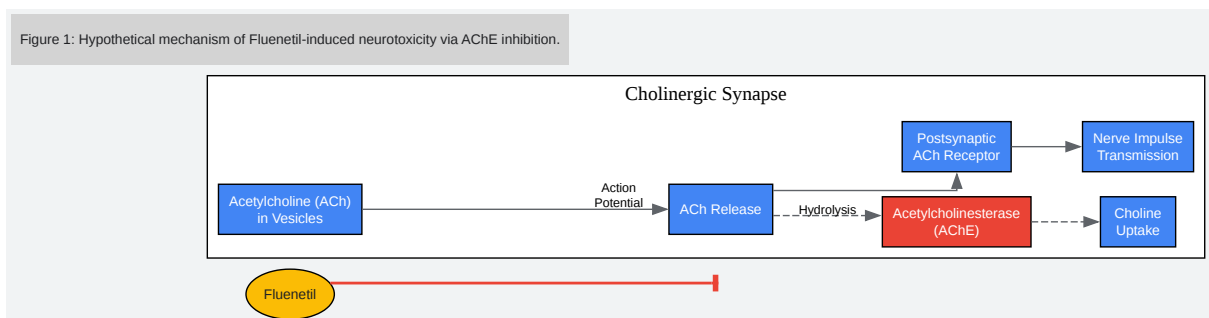 Figure 1: Hypothetical mechanism of Fluenetil-induced neurotoxicity via AChE inhibition.
Cholinergic Synapse
Postsynaptic
ACh Receptor
Nerve Impulse
Transmission
Acetylcholine (ACh)
in Vesicles
Action
Potential
ACh Release
Hydrolysis
Acetylcholinesterase
(AChE)
Choline
Uptake
Fluenetil